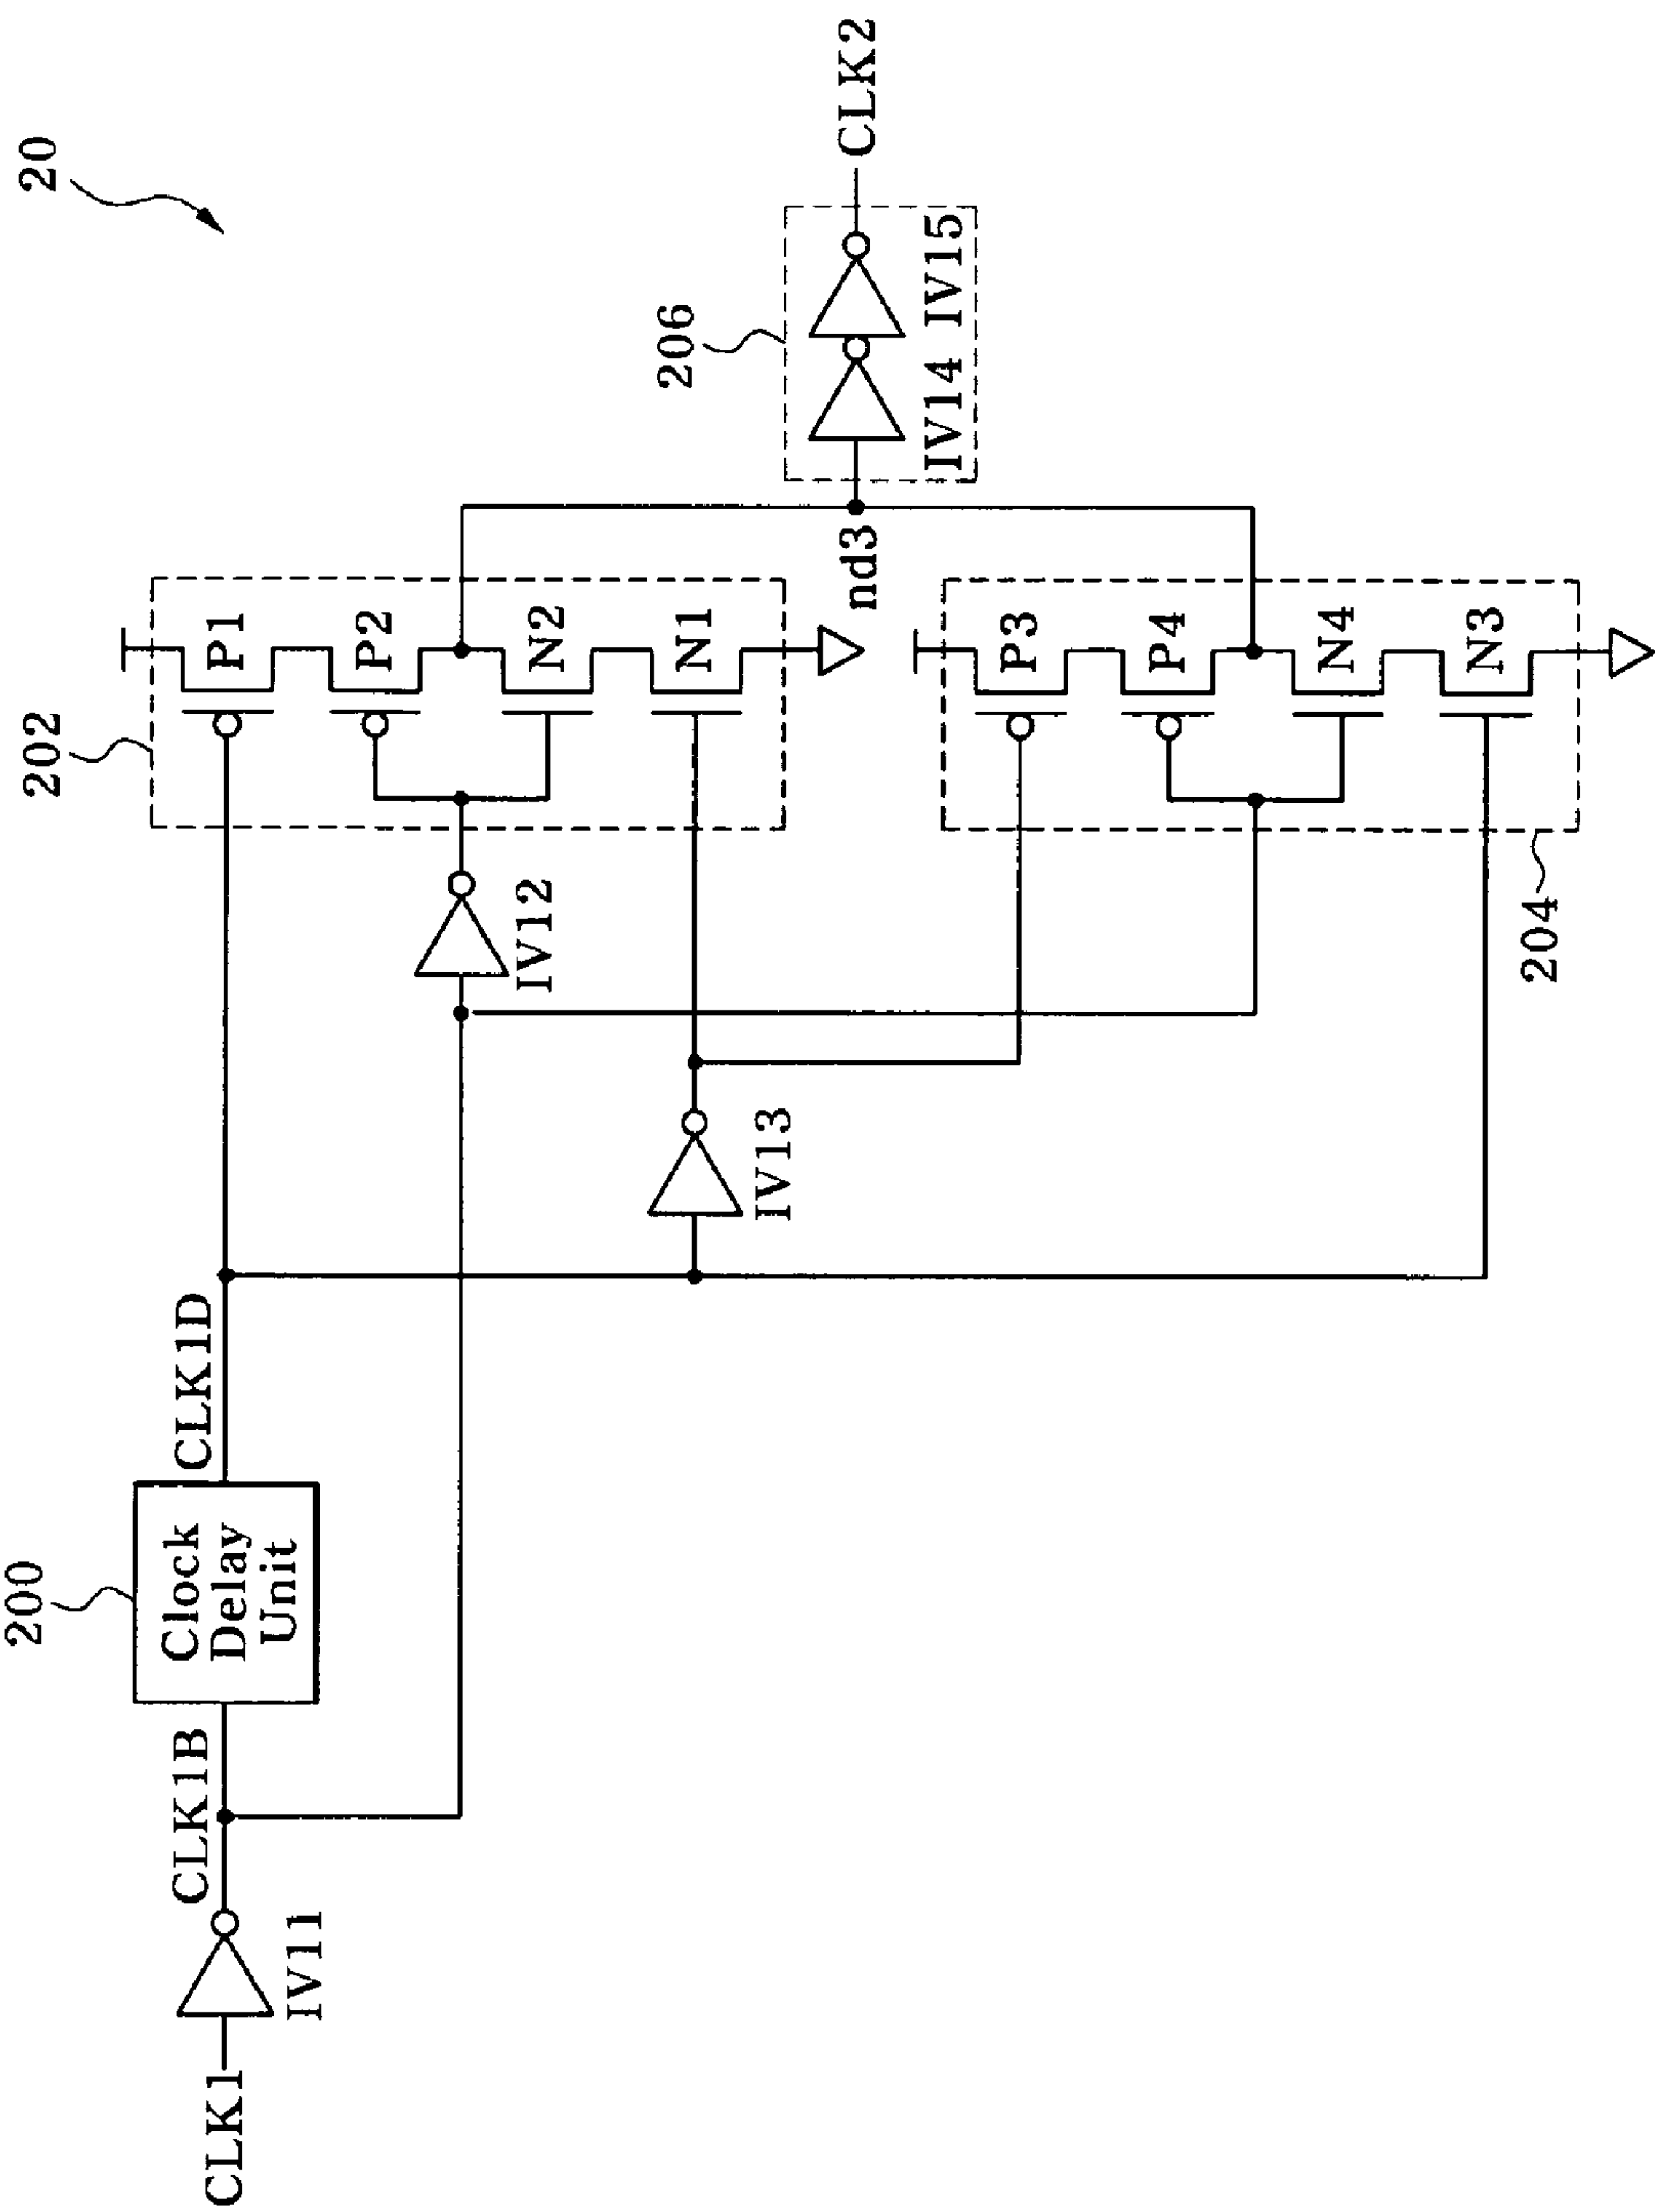 20
CLK1
IV11
CLK1B
200
Clock
Delay
Unit
CLK1D
IV13
IV12
202
P1
P2
N2
N1
204
P3
P4
N4
N3
nd3
206
IV14 IV15
CLK2